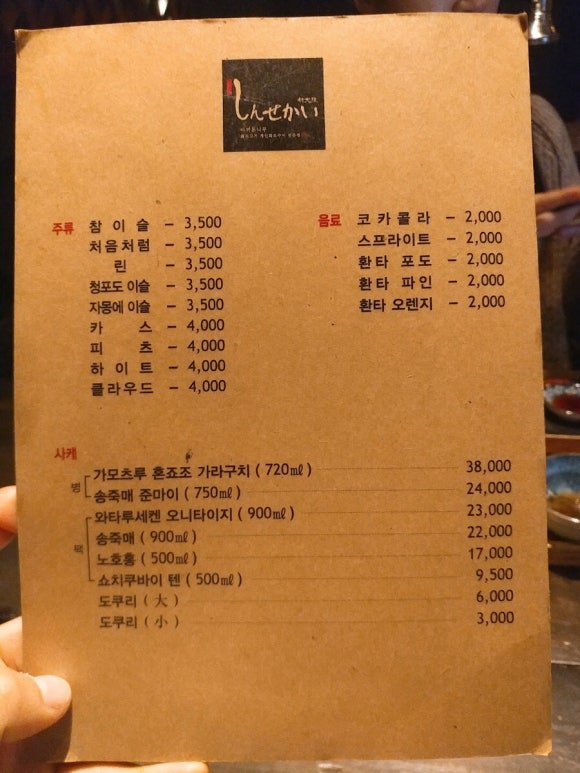 しんせかい
주류
참 이 슬 - 3,500
처음처럼 - 3,500
린 - 3,500
청포도 이슬 - 3,500
자몽에 이슬 - 3,500
카 스 - 4,000
피 츠 - 4,000
하 이 트 - 4,000
클라우드 - 4,000
음료
코 카 콜 라 - 2,000
스프라이트 - 2,000
환타 포도 - 2,000
환타 파인 - 2,000
환타 오렌지 - 2,000
사케
병
가모츠루 혼죠조 가라구치 ( 720㎖ ) 38,000
송죽매 준마이 ( 750㎖ ) 24,000
팩
와타루세켄 오니타이지 ( 900㎖ ) 23,000
송죽매 ( 900㎖ ) 22,000
노호홍 ( 500㎖ ) 17,000
쇼치쿠바이 텐 ( 500㎖ ) 9,500
도쿠리 ( 大 ) 6,000
도쿠리 ( 小 ) 3,000